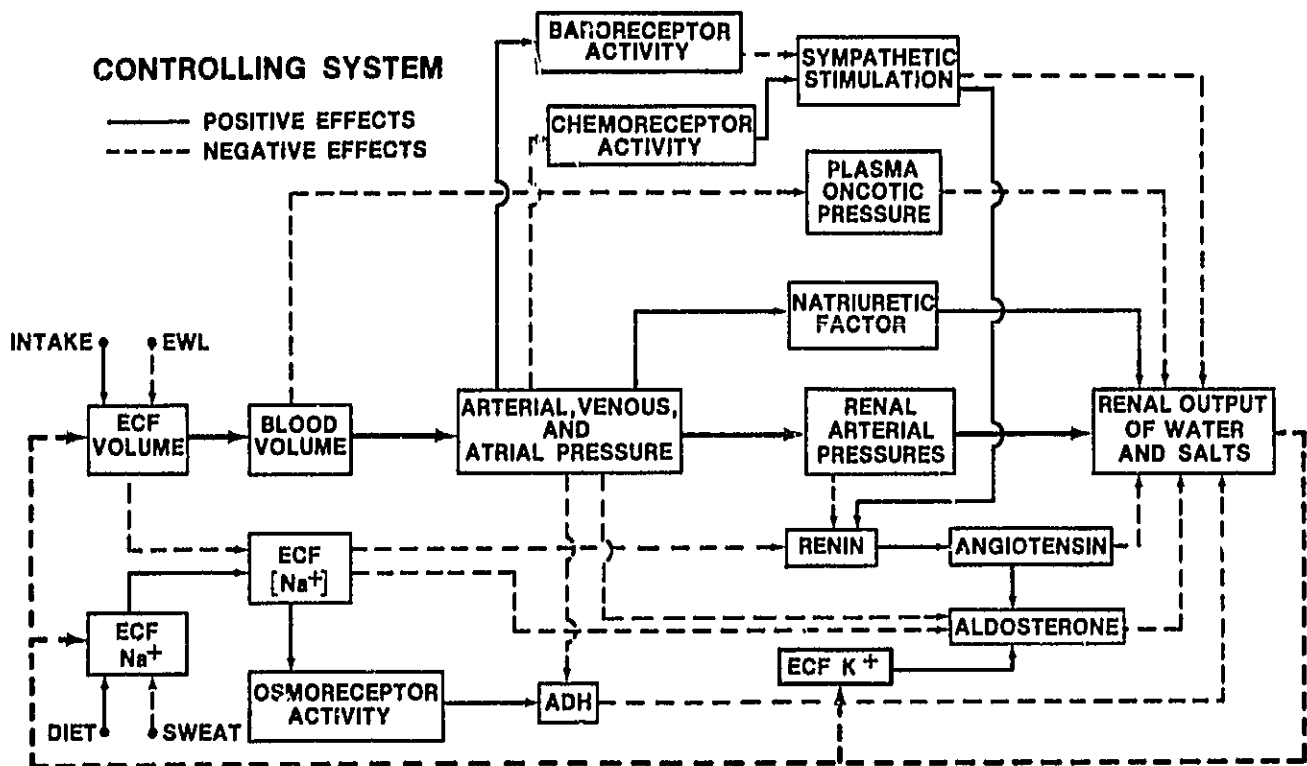 CONTROLLING SYSTEM
POSITIVE EFFECTS
NEGATIVE EFFECTS
BARORECEPTOR
ACTIVITY
SYMPATHETIC
STIMULATION
CHEMORECEPTOR
ACTIVITY
PLASMA
ONCOTIC
PRESSURE
NATRIURETIC
FACTOR
INTAKE
EWL
ECF
VOLUME
BLOOD
VOLUME
ARTERIAL, VENOUS,
AND
ATRIAL PRESSURE
RENAL
ARTERIAL
PRESSURES
RENAL OUTPUT
OF WATER
AND SALTS
RENIN
ANGIOTENSIN
ECF
[Na+]
ALDOSTERONE
ECF
Na+
ECF K+
OSMORECEPTOR
ACTIVITY
ADH
DIET
SWEAT